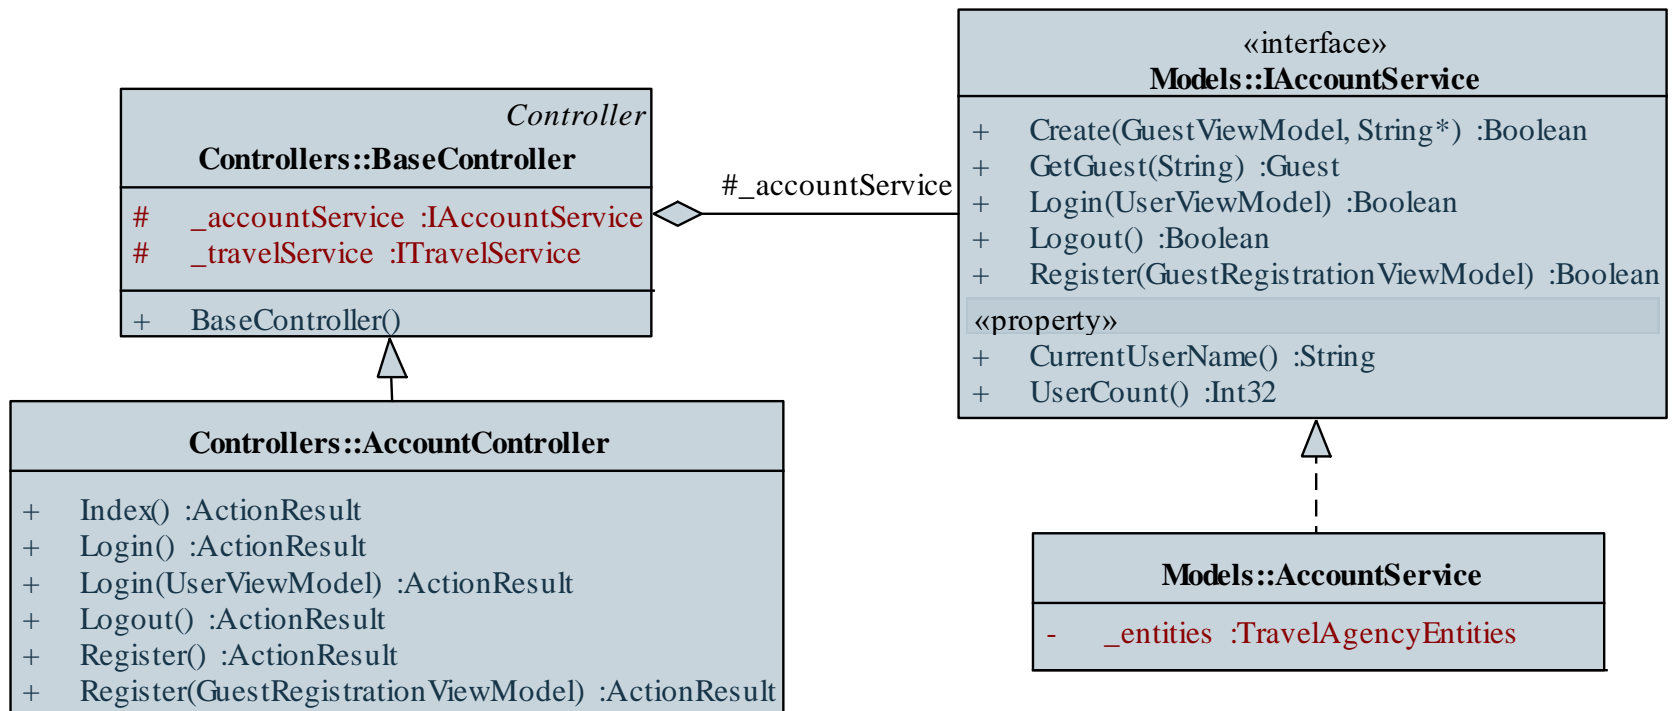 Controller
Controllers::BaseController
# _accountService :IAccountService
# _travelService :ITravelService
+ BaseController()
#_accountService
«interface»
Models::IAccountService
+ Create(GuestViewModel, String*) :Boolean
+ GetGuest(String) :Guest
+ Login(UserViewModel) :Boolean
+ Logout() :Boolean
+ Register(GuestRegistrationViewModel) :Boolean
«property»
+ CurrentUserName() :String
+ UserCount() :Int32
Controllers::AccountController
+ Index() :ActionResult
+ Login() :ActionResult
+ Login(UserViewModel) :ActionResult
+ Logout() :ActionResult
+ Register() :ActionResult
+ Register(GuestRegistrationViewModel) :ActionResult
Models::AccountService
- _entities :TravelAgencyEntities